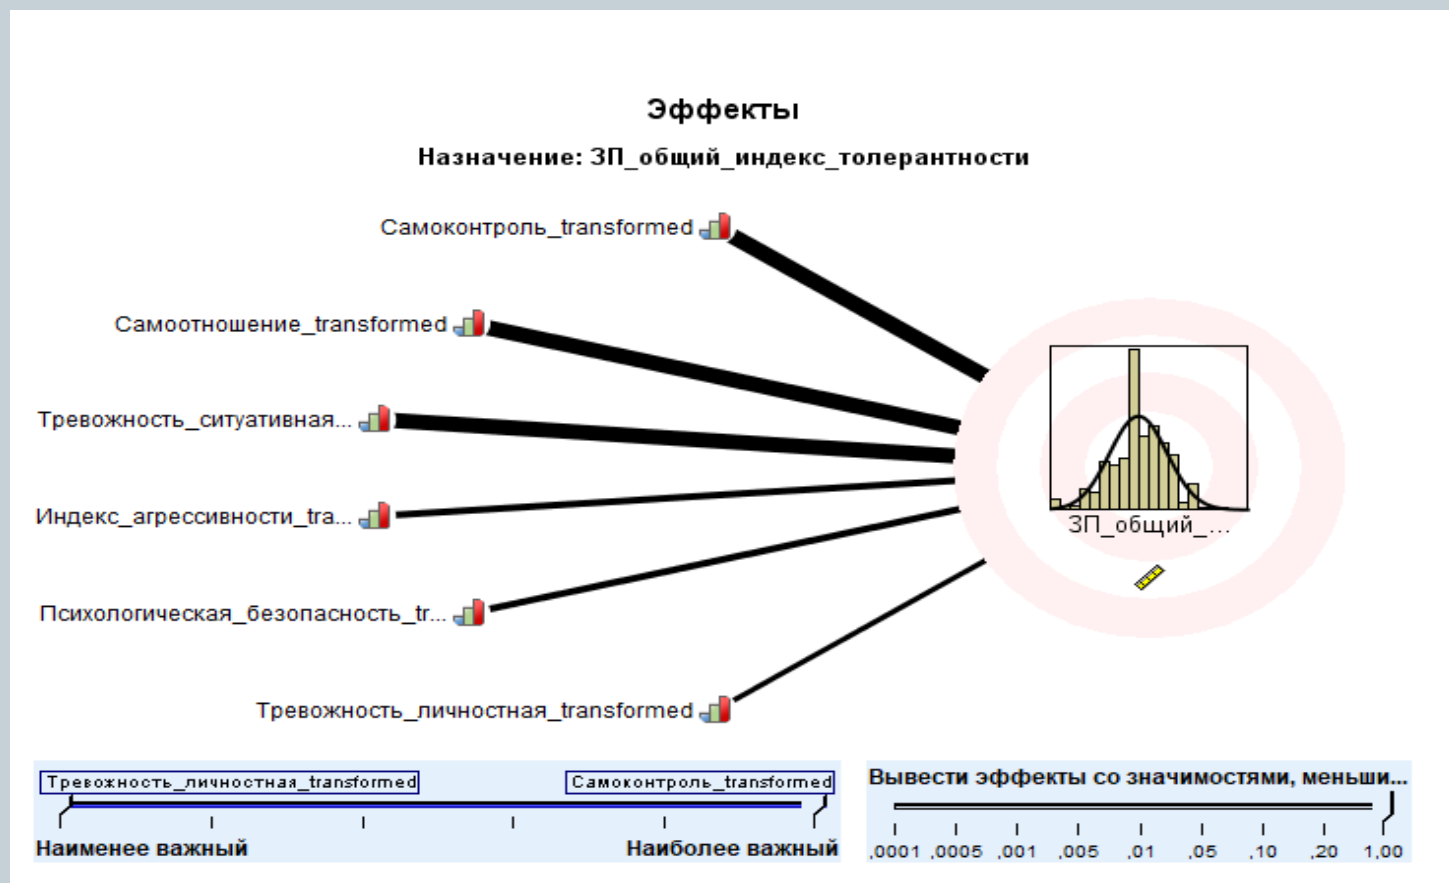 Эффекты
Назначение: ЗП_общий_индекс_толерантности
Самоконтроль_transformed
Самоотношение_transformed
Тревожность_ситуативная...
Индекс_агрессивности_tra...
Психологическая_безопасность_tr...
Тревожность_личностная_transformed
ЗП_общий_...
Тревожность_личностная_transformed Самоконтроль_transformed
Наименее важный Наиболее важный
Вывести эффекты со значимостями, меньши...
,0001 ,0005 ,001 ,005 ,01 ,05 ,10 ,20 1,00